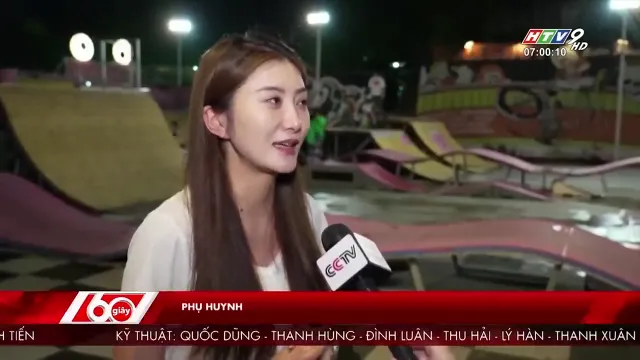 HTV9 HD
07:00:10
CCTV
60 giây
PHỤ HUYNH
H TIẾN KỸ THUẬT: QUỐC DŨNG - THANH HÙNG - ĐÌNH LUÂN - THU HẢI - LÝ HÀN - THANH XUÂN